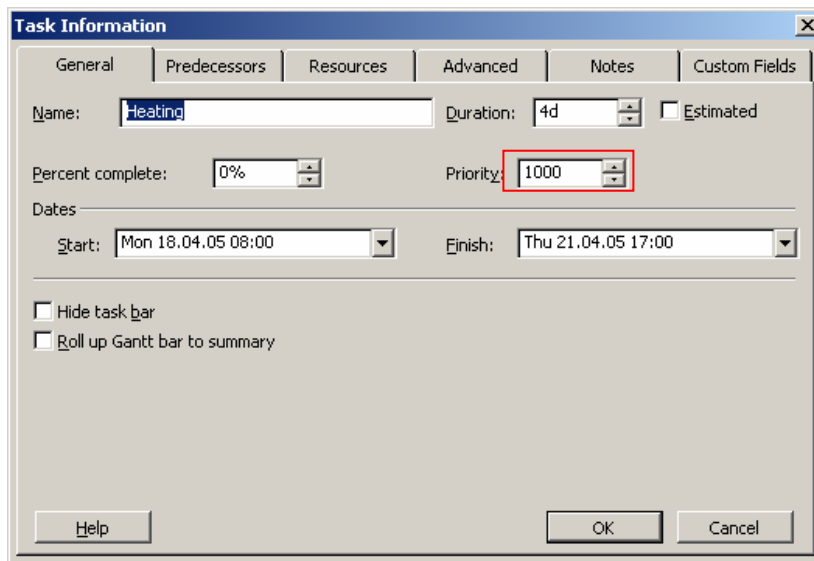 Task Information
General Predecessors Resources Advanced Notes Custom Fields
Name: Heating Duration: 4d Estimated
Percent complete: 0% Priority: 1000
Dates
Start: Mon 18.04.05 08:00 Finish: Thu 21.04.05 17:00
Hide task bar
Roll up Gantt bar to summary
Help OK Cancel